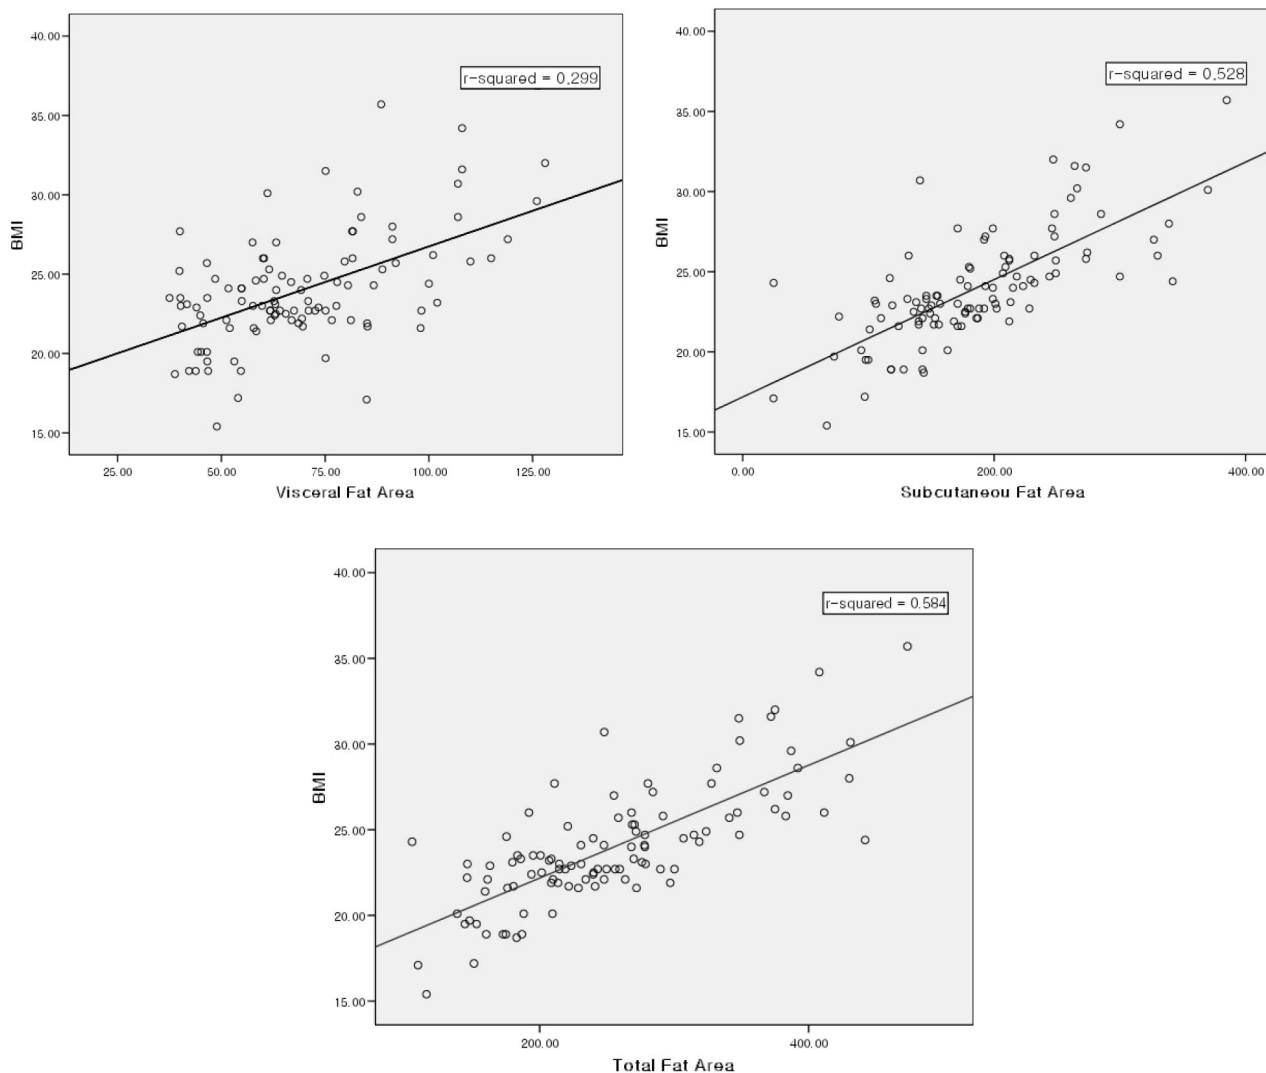 40.00
r-squared = 0.299
35.00
30.00
BMI
25.00
20.00
15.00
25.00 50.00 75.00 100.00 125.00
Visceral Fat Area
40.00
r-squared = 0.528
35.00
30.00
BMI
25.00
20.00
15.00
0.00 200.00 400.00
Subcutaneou Fat Area
40.00
r-squared = 0.584
35.00
30.00
BMI
25.00
20.00
15.00
200.00 400.00
Total Fat Area